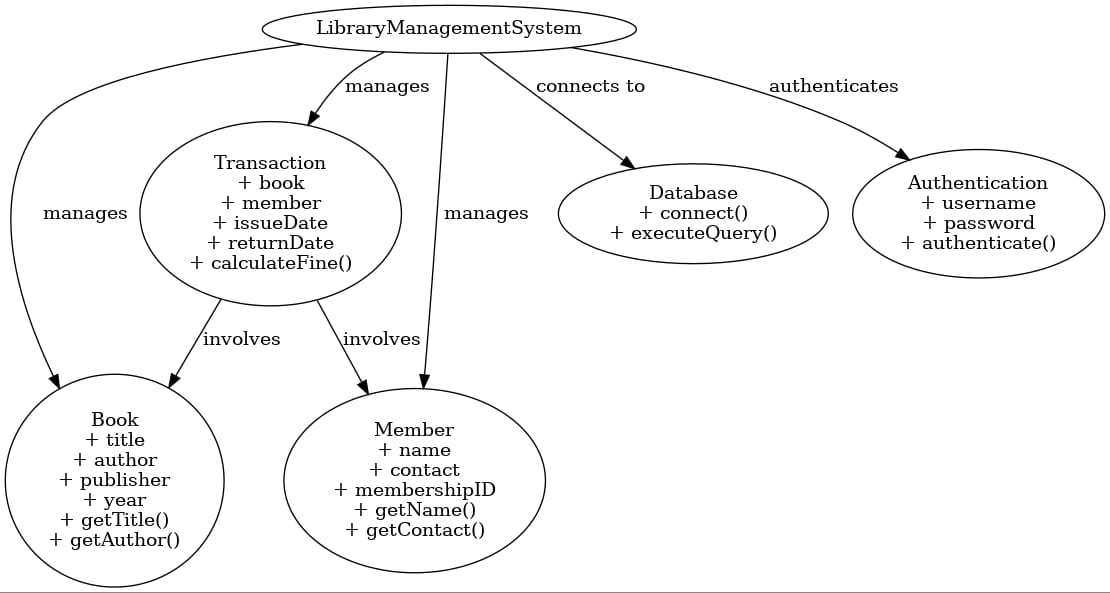 LibraryManagementSystem
manages
connects to
authenticates
Transaction
+ book
+ member
+ issueDate
+ returnDate
+ calculateFine()
manages
manages
Database
+ connect()
+ executeQuery()
Authentication
+ username
+ password
+ authenticate()
involves
involves
Book
+ title
+ author
+ publisher
+ year
+ getTitle()
+ getAuthor()
Member
+ name
+ contact
+ membershipID
+ getName()
+ getContact()